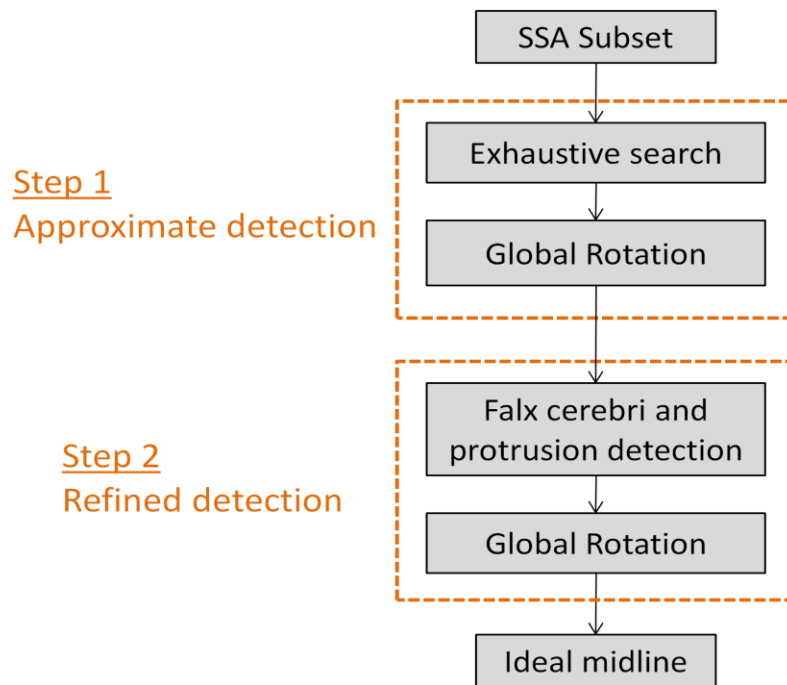 SSA Subset
Step 1
Approximate detection
Exhaustive search
Global Rotation
Step 2
Refined detection
Falx cerebri and
protrusion detection
Global Rotation
Ideal midline